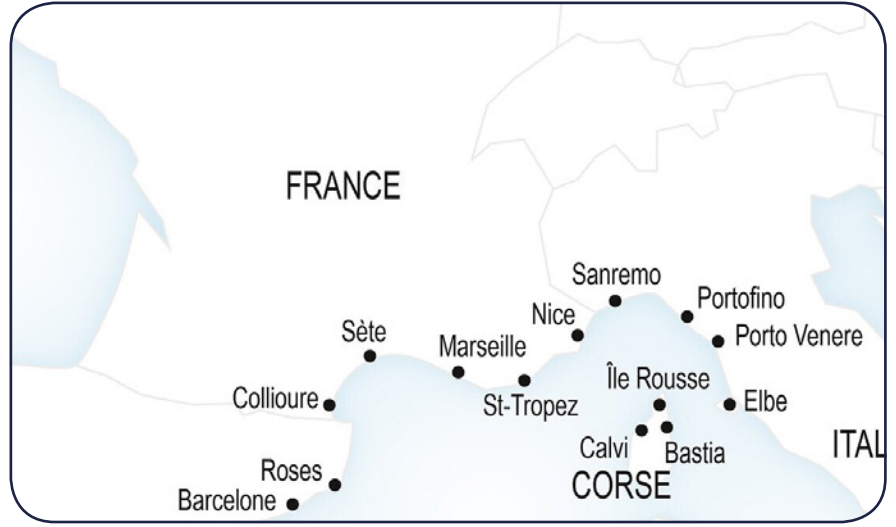 FRANCE
Sanremo
Portofino
Nice
Sète
Porto Venere
Marseille
Île Rousse
Collioure
St-Tropez
Elbe
Calvi
Bastia
ITAL
Roses
CORSE
Barcelone